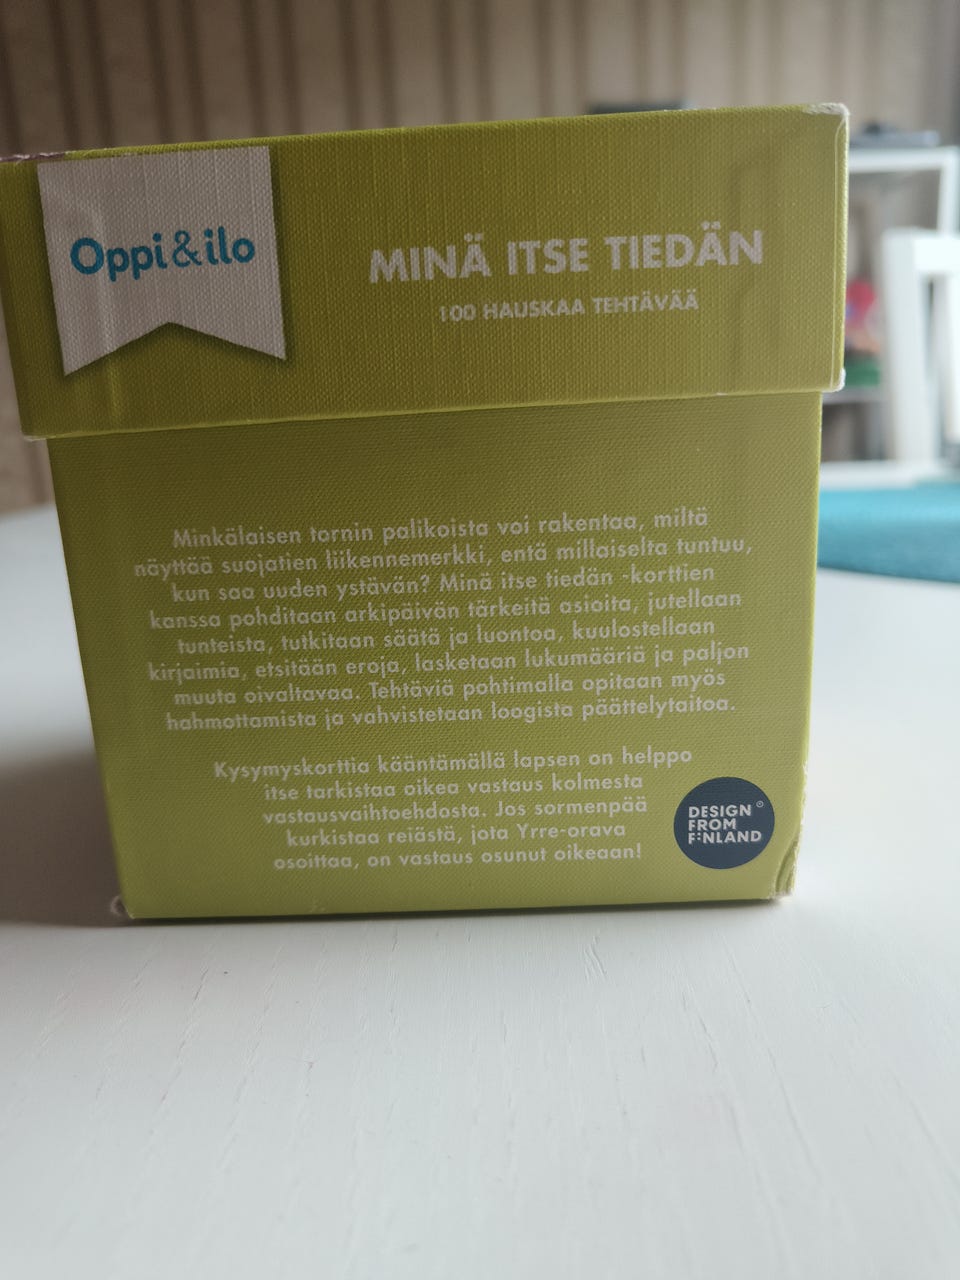 Oppi&ilo
MINÄ ITSE TIEDÄN
100 HAUSKAA TEHTÄVÄÄ
Minkälaisen tornin palikoista voi rakentaa, miltä
näyttää suojatien liikennemerkki, entä millaiselta tuntuu,
kun saa uuden ystävän? Minä itse tiedän -korttien
kanssa pohditaan arkipäivän tärkeitä asioita, jutellaan
tunteista, tutkitaan säätä ja luontoa, kuulostellaan
kirjaimia, etsitään eroja, lasketaan lukumääriä ja paljon
muuta oivaltavaa. Tehtäviä pohtimalla opitaan myös
hahmottamista ja vahvistetaan loogista päättelytaitoa.
Kysymyskorttia kääntämällä lapsen on helppo
itse tarkistaa oikea vastaus kolmesta
vastausvaihtoehdosta. Jos sormenpää
kurkistaa reiästä, jota Yrre-orava
osoittaa, on vastaus osunut oikeaan!
DESIGN
FROM
FINLAND